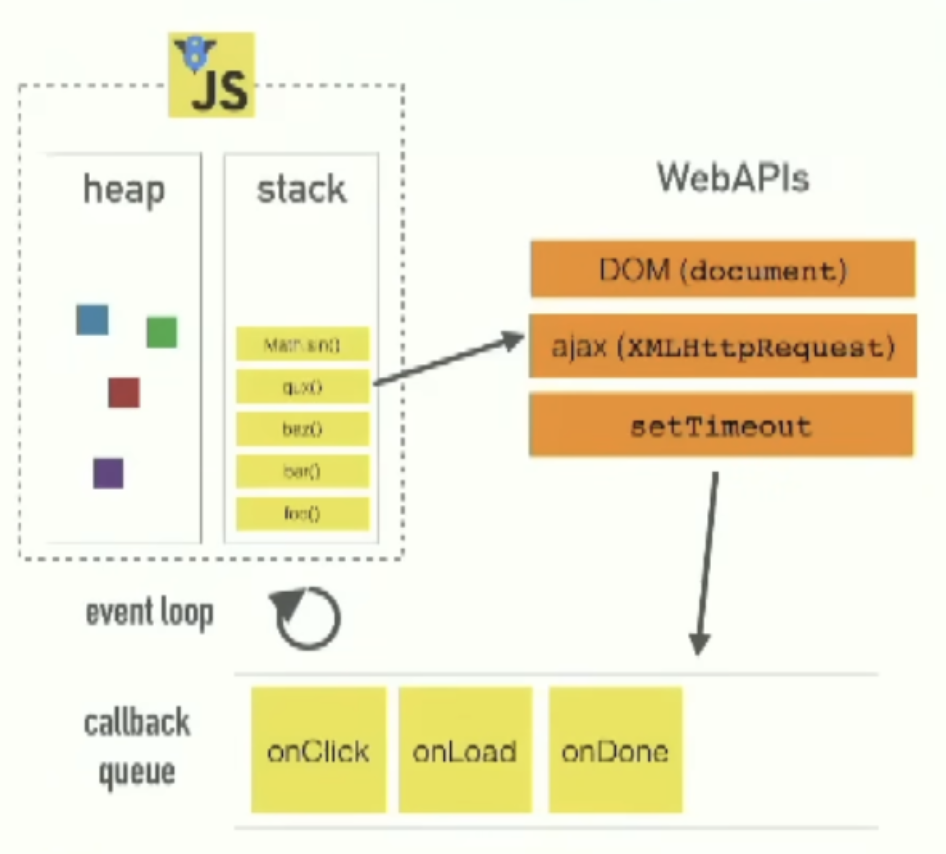 JS
heap
stack
Math.sin()
qux()
baz()
bar()
foo()
WebAPIs
DOM (document)
ajax (XMLHttpRequest)
setTimeout
event loop
callback
queue
onClick
onLoad
onDone